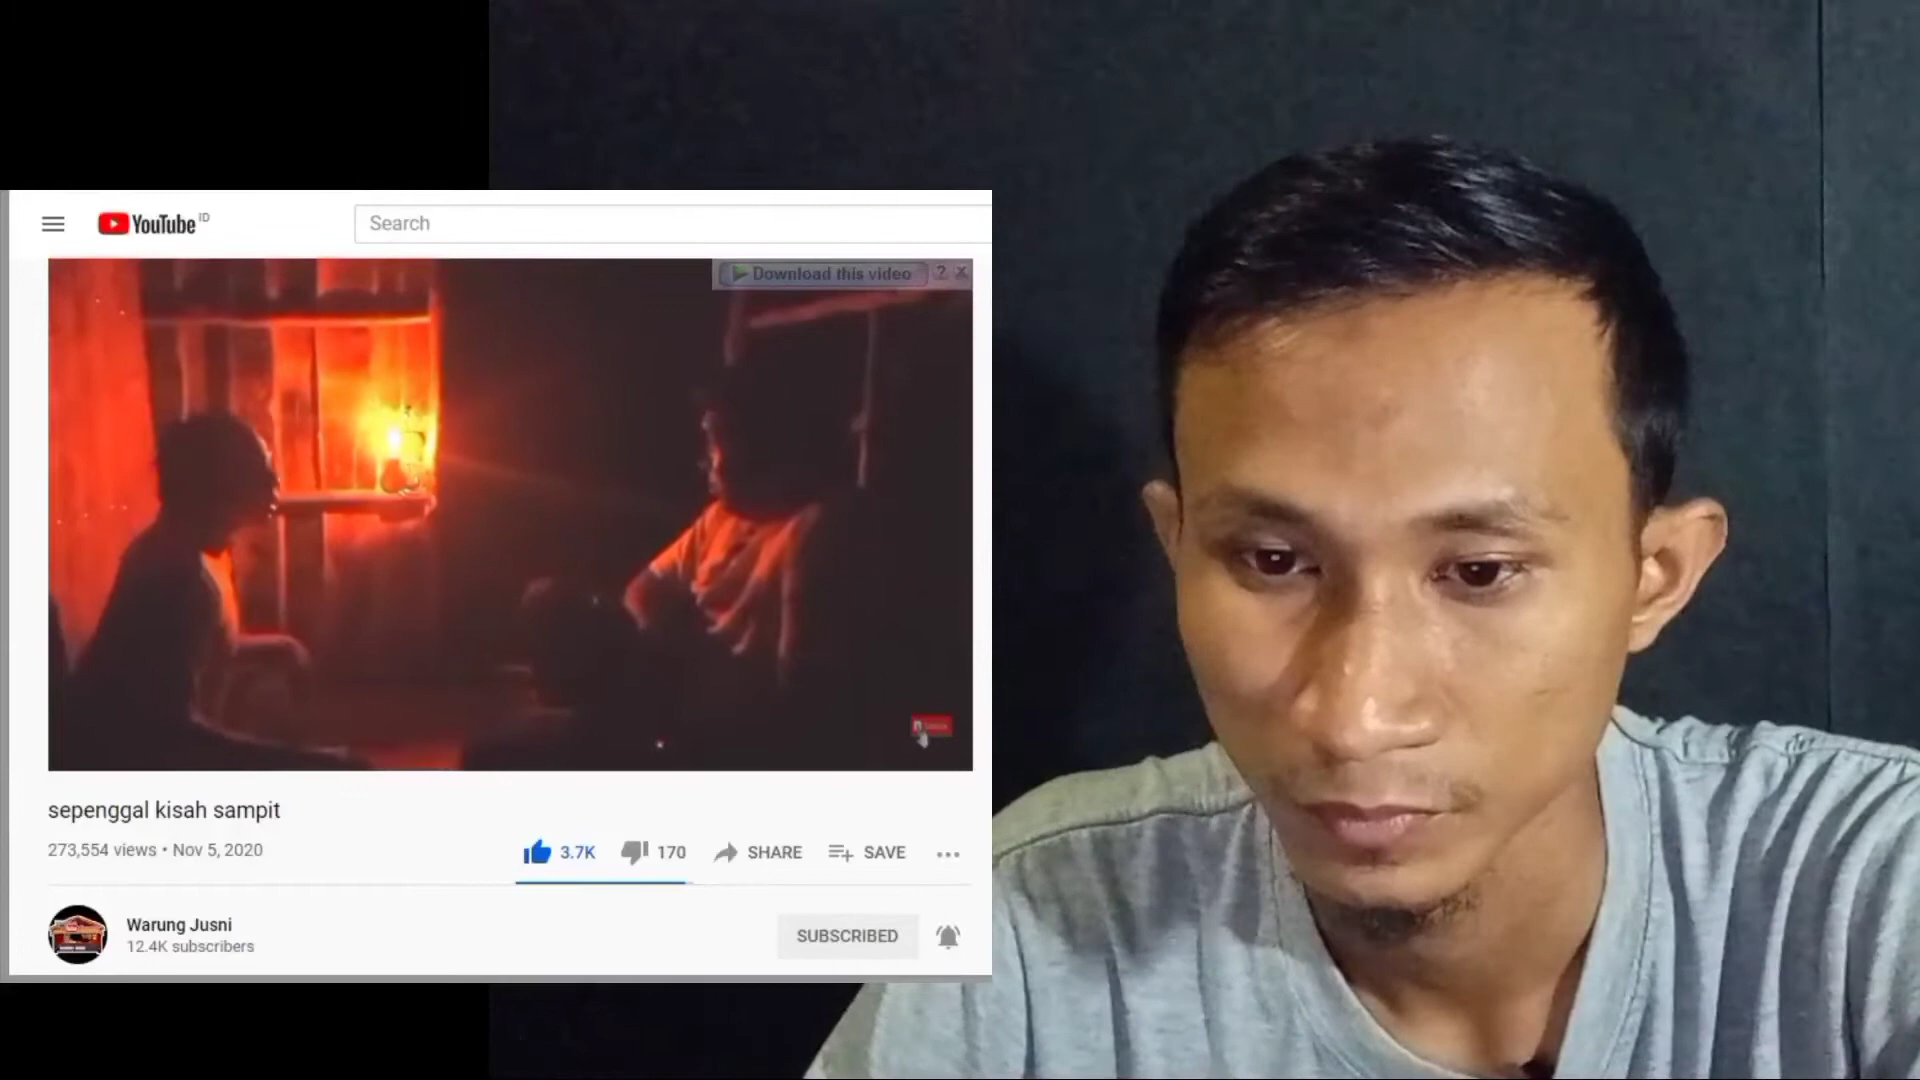 YouTube ID
Search
Download this video ? X
sepenggal kisah sampit
273,554 views • Nov 5, 2020
3.7K 170 SHARE SAVE
Warung Jusni
12.4K subscribers
SUBSCRIBED